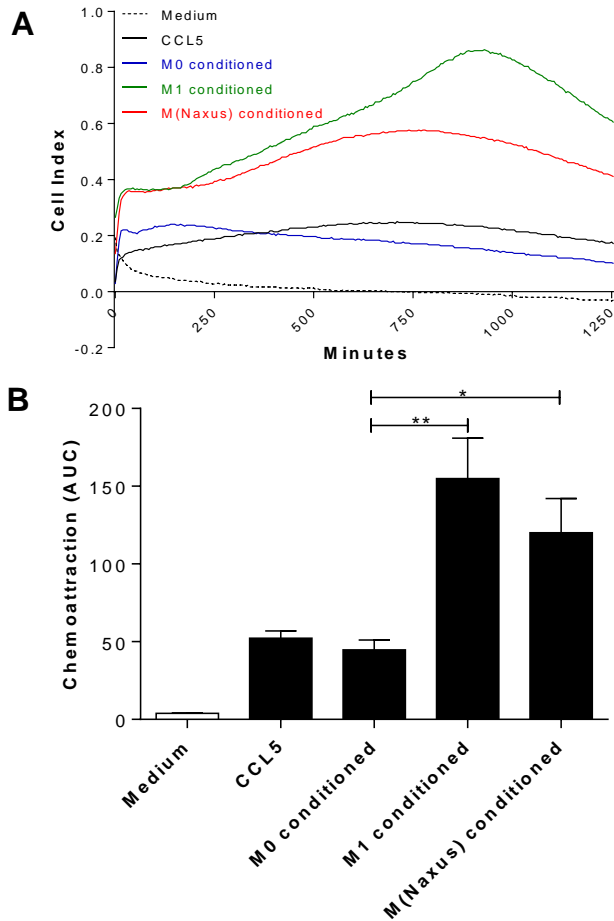 A
Medium
CCL5
M0 conditioned
M1 conditioned
M(Naxus) conditioned
Cell Index
1.0
0.8
0.6
0.4
0.2
0.0
-0.2
0
250
500
750
1000
1250
Minutes
B
Chemoattraction (AUC)
200
150
100
50
0
*
**
Medium
CCL5
M0 conditioned
M1 conditioned
M(Naxus) conditioned